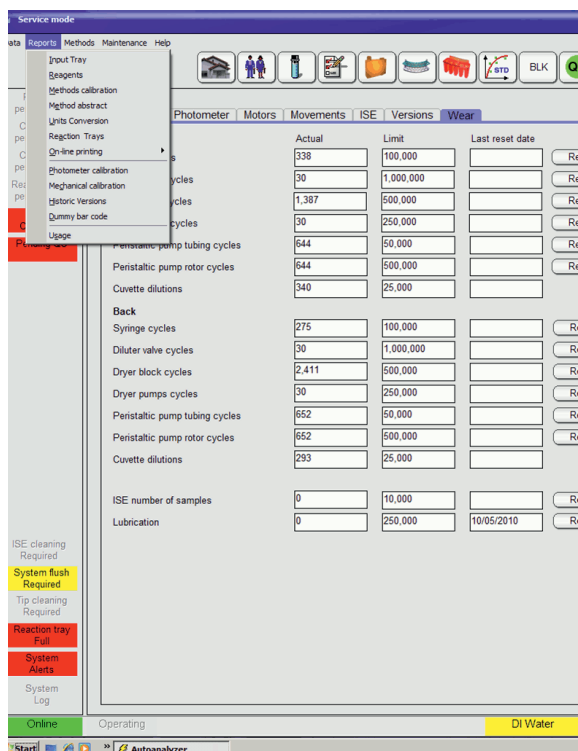 Service mode
Reports Methods Maintenance Help
Input Tray
Reagents
Methods calibration
Method abstract
Units Conversion
Reaction Trays
On-line printing
Photometer calibration
Mechanical calibration
Historic Versions
Dummy bar code
Usage
STD
BLK
Photometer Motors Movements ISE Versions Wear
Actual Limit Last reset date
338 100,000
30 1,000,000
1,387 500,000
cycles 30 250,000
Peristaltic pump tubing cycles 644 50,000
Peristaltic pump rotor cycles 644 500,000
Cuvette dilutions 340 25,000
Back
Syringe cycles 275 100,000
Diluter valve cycles 30 1,000,000
Dryer block cycles 2,411 500,000
Dryer pumps cycles 30 250,000
Peristaltic pump tubing cycles 652 50,000
Peristaltic pump rotor cycles 652 500,000
Cuvette dilutions 293 25,000
ISE number of samples 0 10,000
Lubrication 0 250,000 10/05/2010
ISE cleaning
Required
System flush
Required
Tip cleaning
Required
Reaction tray
Full
System
Alerts
System
Log
Online Operating DI Water
Start » Autoanalyzer